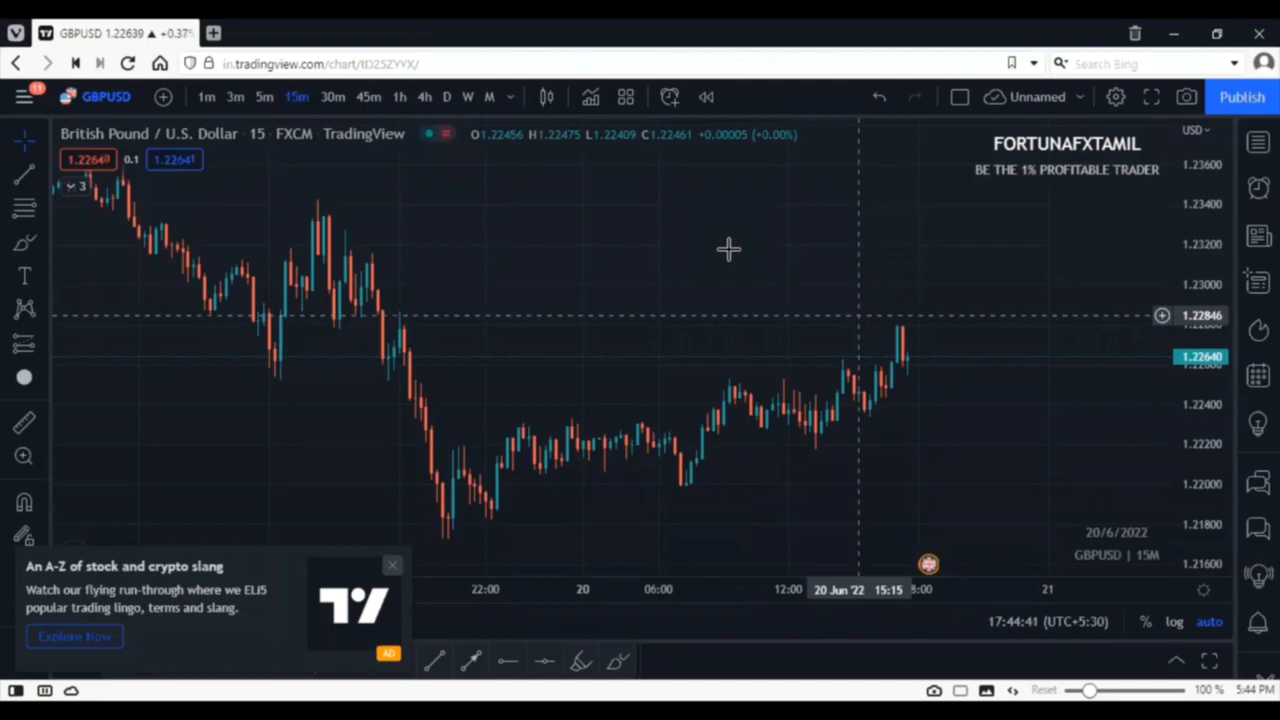 GBPUSD 1.22639 ▲ +0.37%
in.tradingview.com/chart/tD25ZYYX/
Search Bing
11
GBPUSD
1m 3m 5m 15m 30m 45m 1h 4h D W M
Unnamed
Publish
British Pound / U.S. Dollar · 15 · FXCM · TradingView
O1.22456 H1.22475 L1.22409 C1.22461 +0.00005 (+0.00%)
USD
1.22640 0.1 1.22641
3
FORTUNAFXTAMIL
BE THE 1% PROFITABLE TRADER
1.23600
1.23400
1.23200
1.23000
1.22846
1.22640
1.22400
1.22200
1.22000
1.21800
1.21600
20/6/2022
GBPUSD | 15M
An A-Z of stock and crypto slang
Watch our flying run-through where we ELI5
popular trading lingo, terms and slang.
Explore Now
AD
22:00 20 06:00 12:00 20 Jun '22 15:15 8:00 21
17:44:41 (UTC+5:30) % log auto
Reset 100 % 5:44 PM